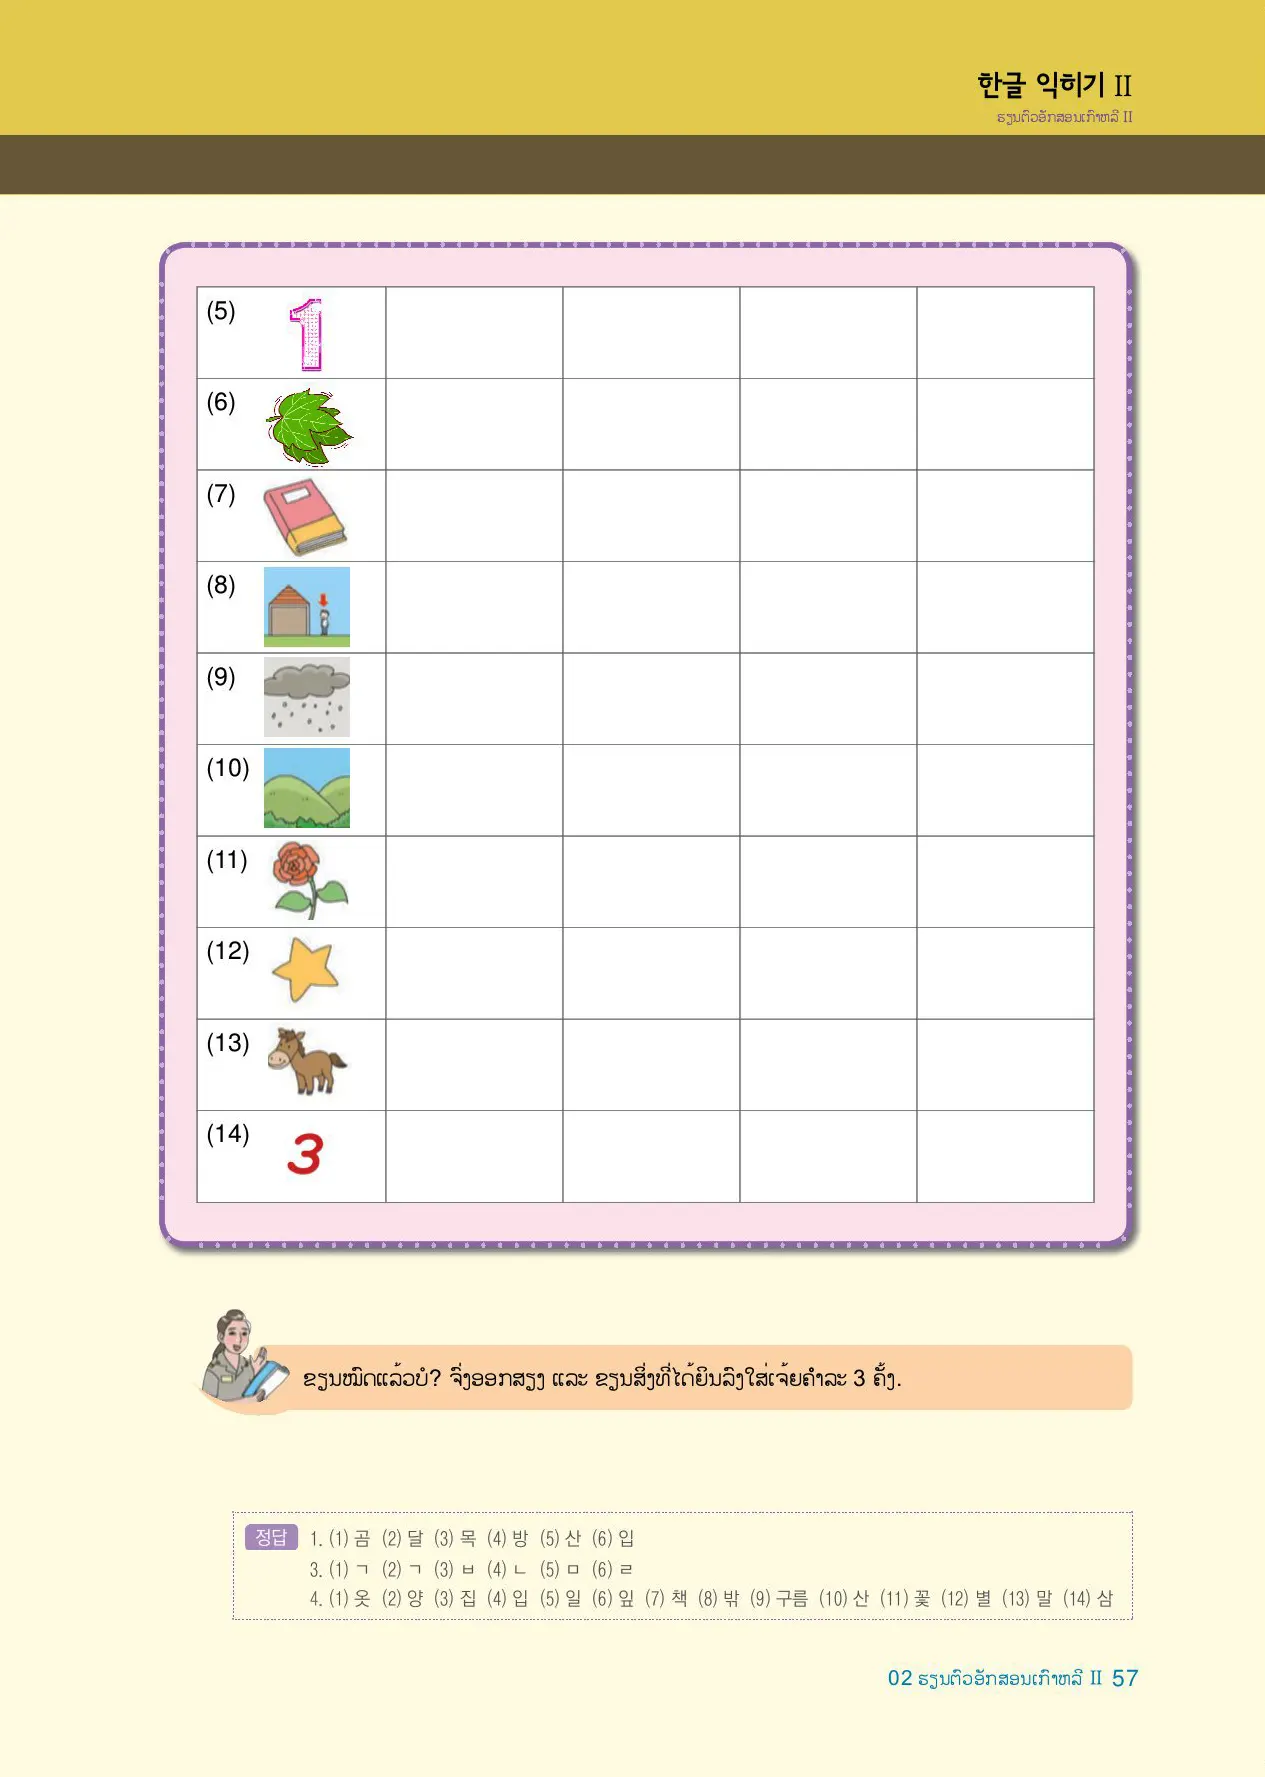 한글 익히기 II
ຮຽນຕົວອັກສອນເກົາຫລີ II
(5) 1
(6)
(7)
(8)
(9)
(10)
(11)
(12)
(13)
(14) 3
ຂຽນໝົດແລ້ວບໍ? ຈົ່ງອອກສຽງ ແລະ ຂຽນສິ່ງທີ່ໄດ້ຍິນລົງໃສ່ເຈ້ຍຄຳລະ 3 ຄັ້ງ.
정답 1. (1) 곰 (2) 달 (3) 목 (4) 방 (5) 산 (6) 입
3. (1) ㄱ (2) ㄱ (3) ㅂ (4) ㄴ (5) ㅁ (6) ㄹ
4. (1) 옷 (2) 양 (3) 집 (4) 입 (5) 일 (6) 잎 (7) 책 (8) 밖 (9) 구름 (10) 산 (11) 꽃 (12) 별 (13) 말 (14) 삼
02 ຮຽນຕົວອັກສອນເກົາຫລີ II 57